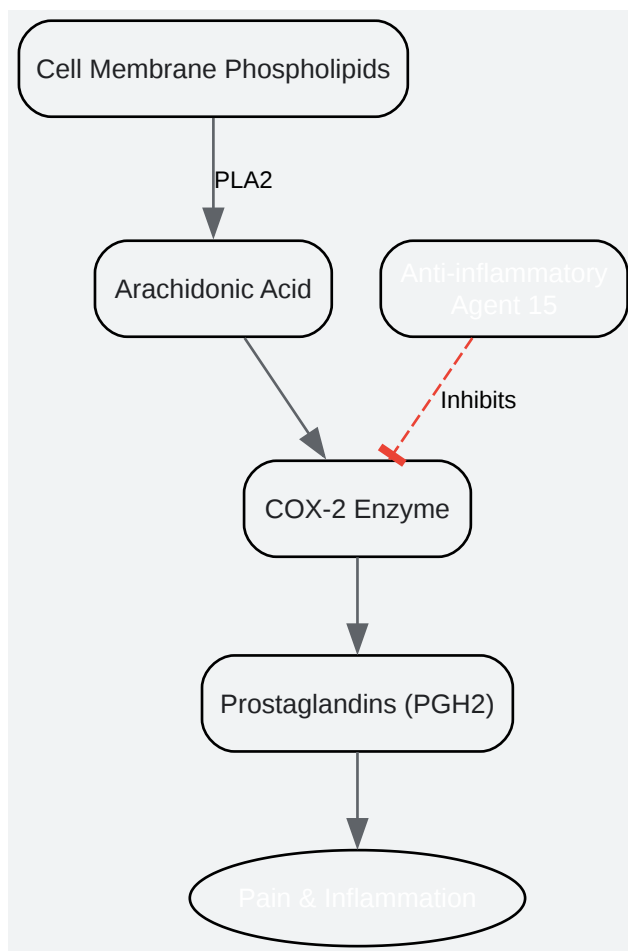 Cell Membrane Phospholipids
PLA2
Arachidonic Acid
Anti-inflammatory
Agent 15
Inhibits
COX-2 Enzyme
Prostaglandins (PGH2)
Pain & Inflammation